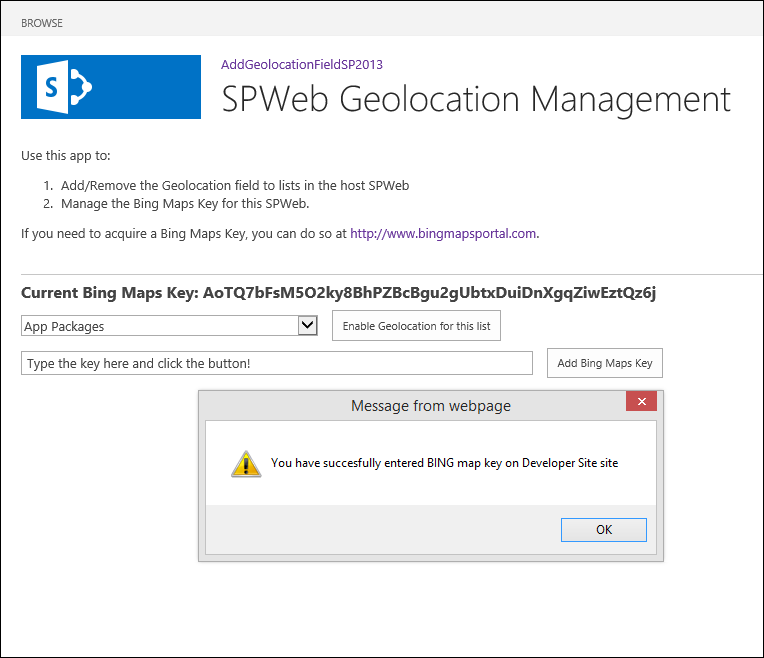 BROWSE
S
AddGeolocationFieldSP2013
SPWeb Geolocation Management
Use this app to:
1. Add/Remove the Geolocation field to lists in the host SPWeb
2. Manage the Bing Maps Key for this SPWeb.
If you need to acquire a Bing Maps Key, you can do so at http://www.bingmapsportal.com.
Current Bing Maps Key: AoTQ7bFsM5O2ky8BhPZBcBgu2gUbtxDuiDnXgqZiwEztQz6j
App Packages
Enable Geolocation for this list
Type the key here and click the button!
Add Bing Maps Key
Message from webpage
You have succesfully entered BING map key on Developer Site site
OK